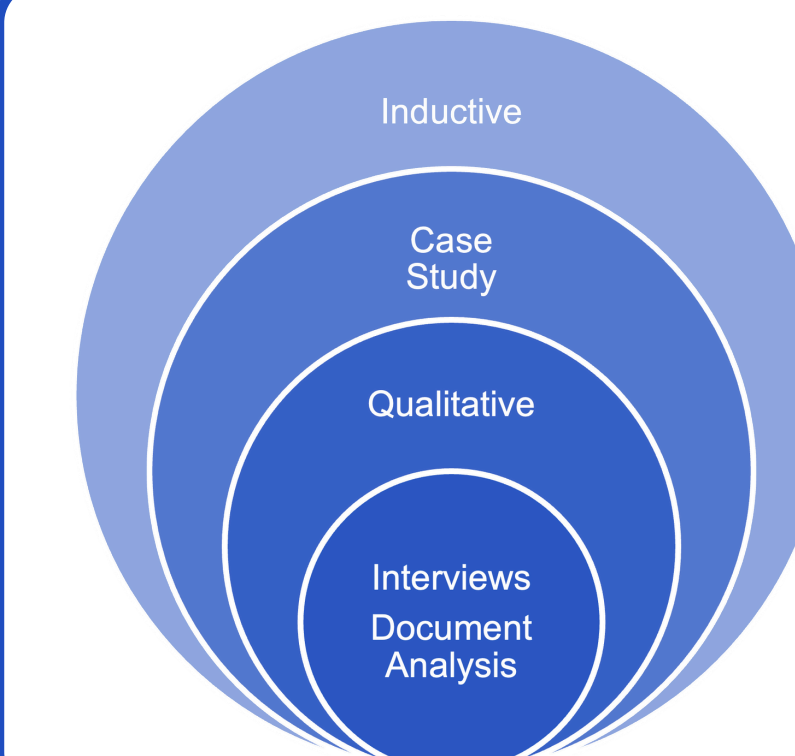 Inductive
Case
Study
Qualitative
Interviews
Document
Analysis